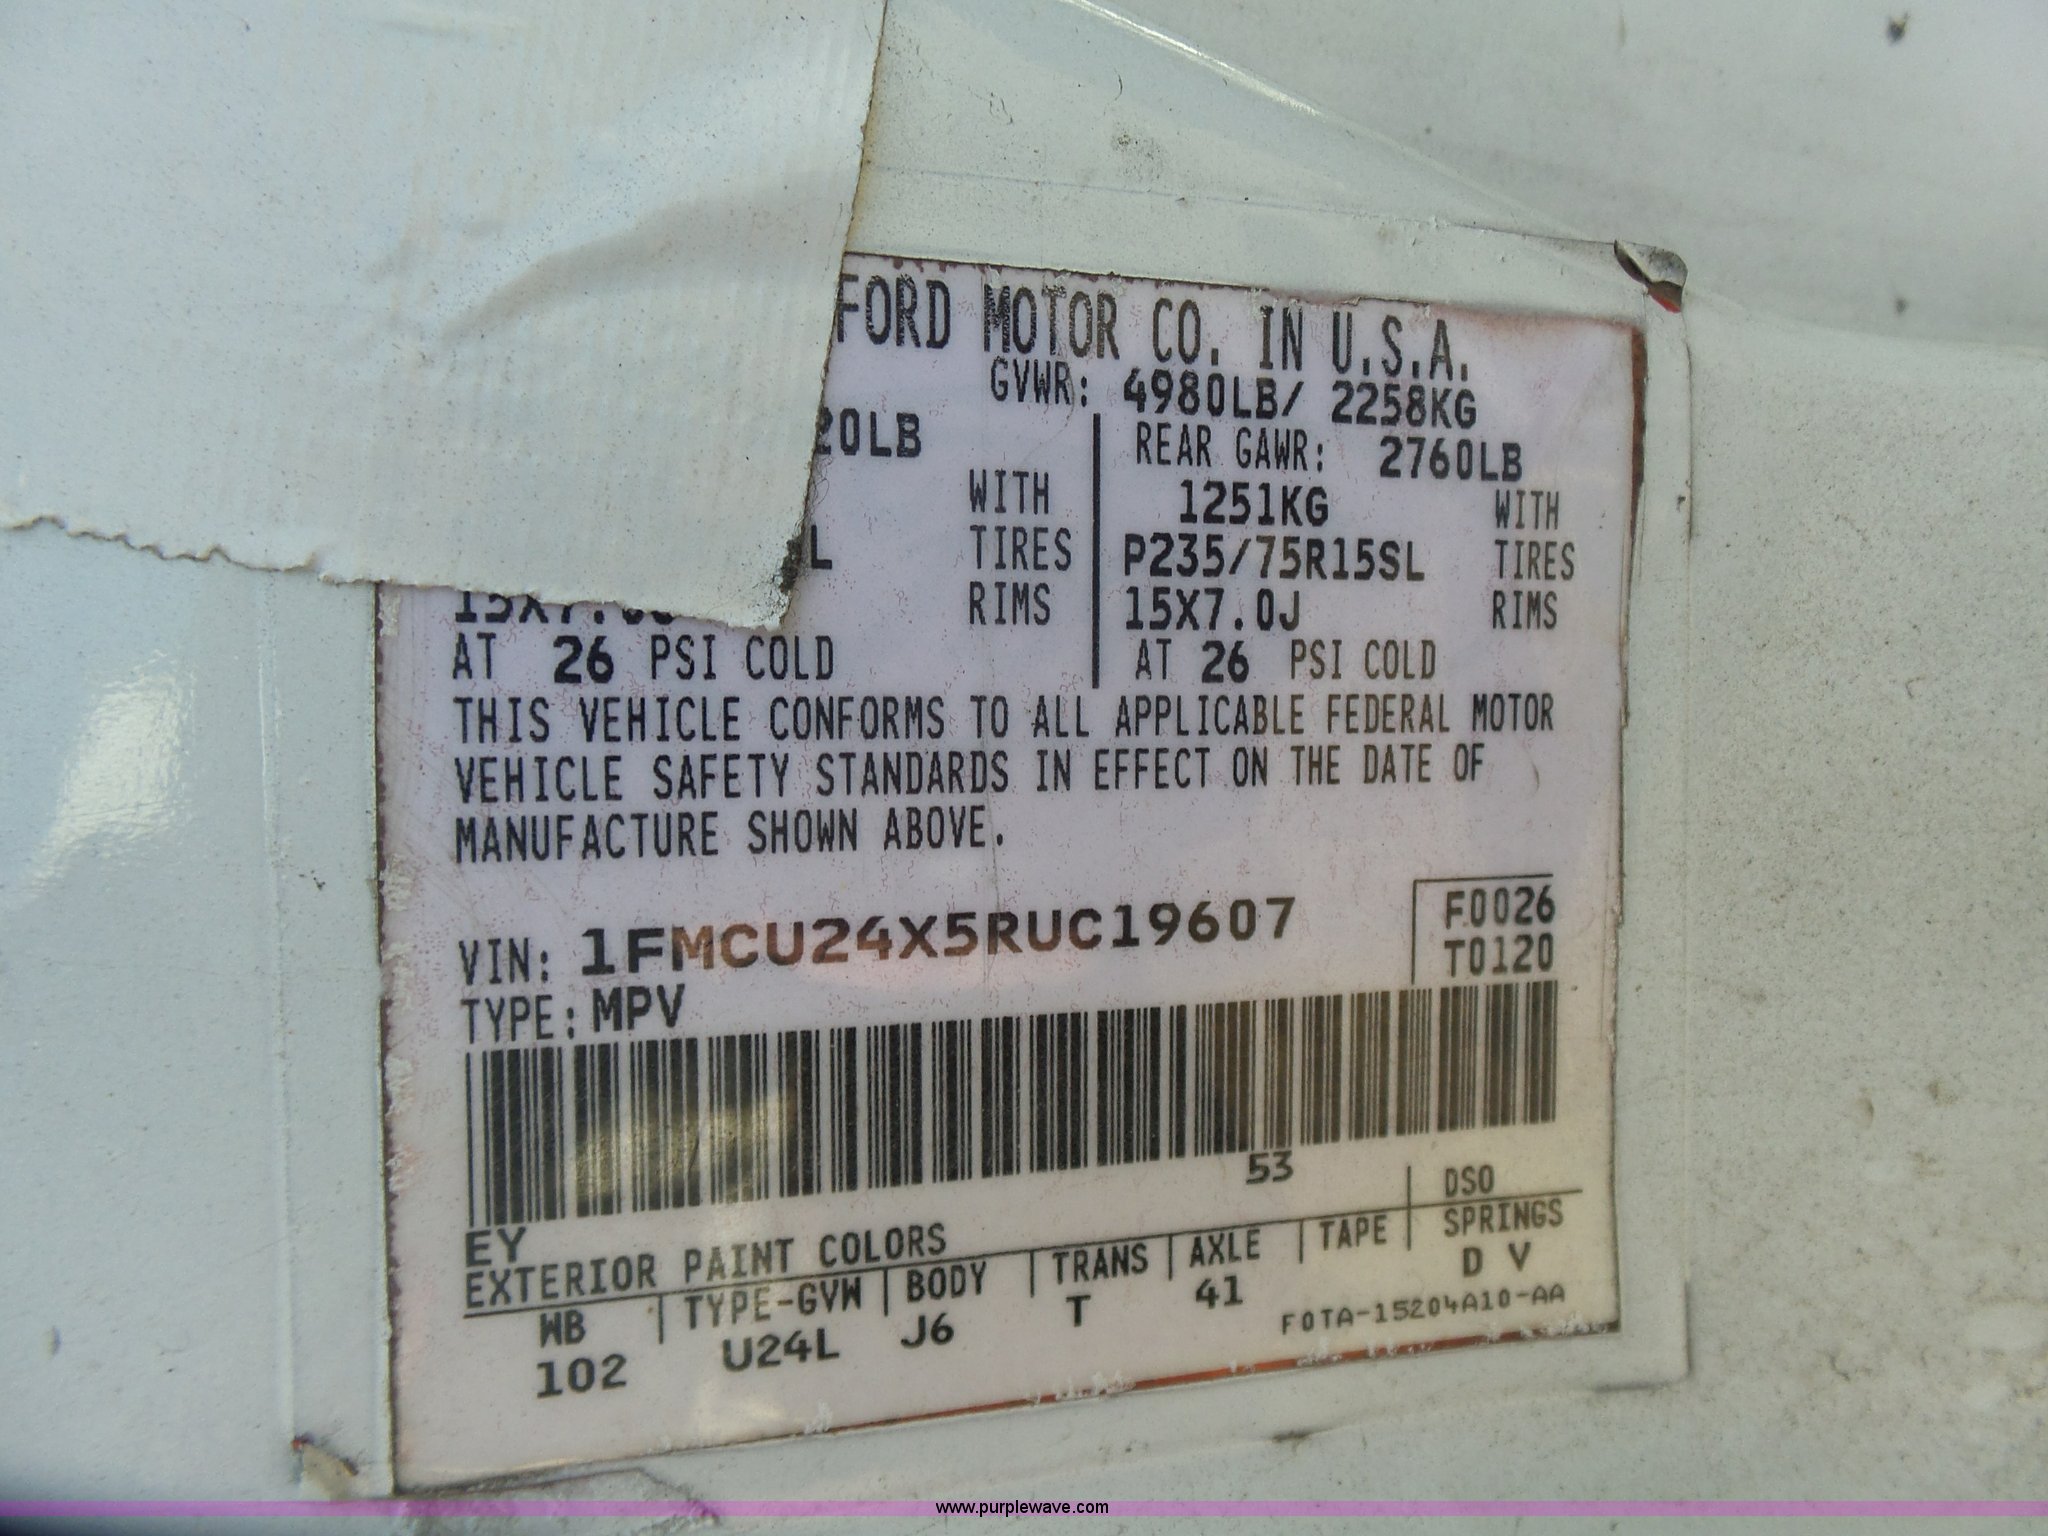 FORD MOTOR CO. IN U.S.A.
GVWR: 4980LB/ 2258KG
20LB
REAR GAWR: 2760LB
WITH
1251KG WITH
L TIRES
P235/75R15SL TIRES
15X7.0J RIMS
15X7.0J RIMS
AT 26 PSI COLD
AT 26 PSI COLD
THIS VEHICLE CONFORMS TO ALL APPLICABLE FEDERAL MOTOR
VEHICLE SAFETY STANDARDS IN EFFECT ON THE DATE OF
MANUFACTURE SHOWN ABOVE.
VIN: 1FMCU24X5RUC19607
F0026
T0120
TYPE: MPV
53
EY
DSO
EXTERIOR PAINT COLORS
WB TYPE-GVW BODY TRANS AXLE TAPE SPRINGS
102 U24L J6 T 41 D V
F0TA-15204A10-AA
www.purplewave.com